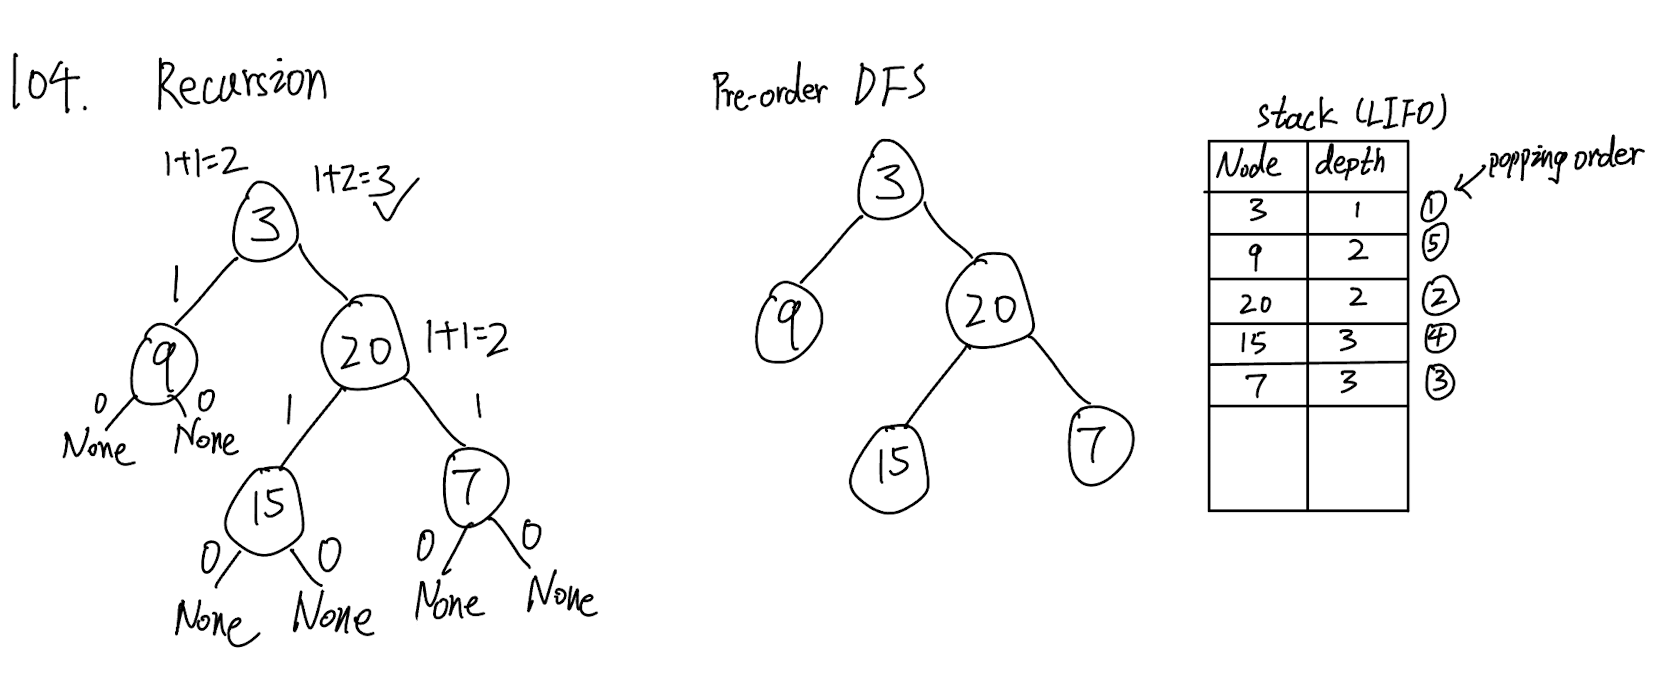 104. Recursion
1+1=2
1+2=3 ✓
3
1
9
20
1+1=2
0
0
None
None
1
1
15
7
0
0
0
0
None
None
None
None
Pre-order DFS
3
9
20
15
7
stack (LIFO)
popping order
Node depth
3 1 ①
9 2 ⑤
20 2 ②
15 3 ④
7 3 ③